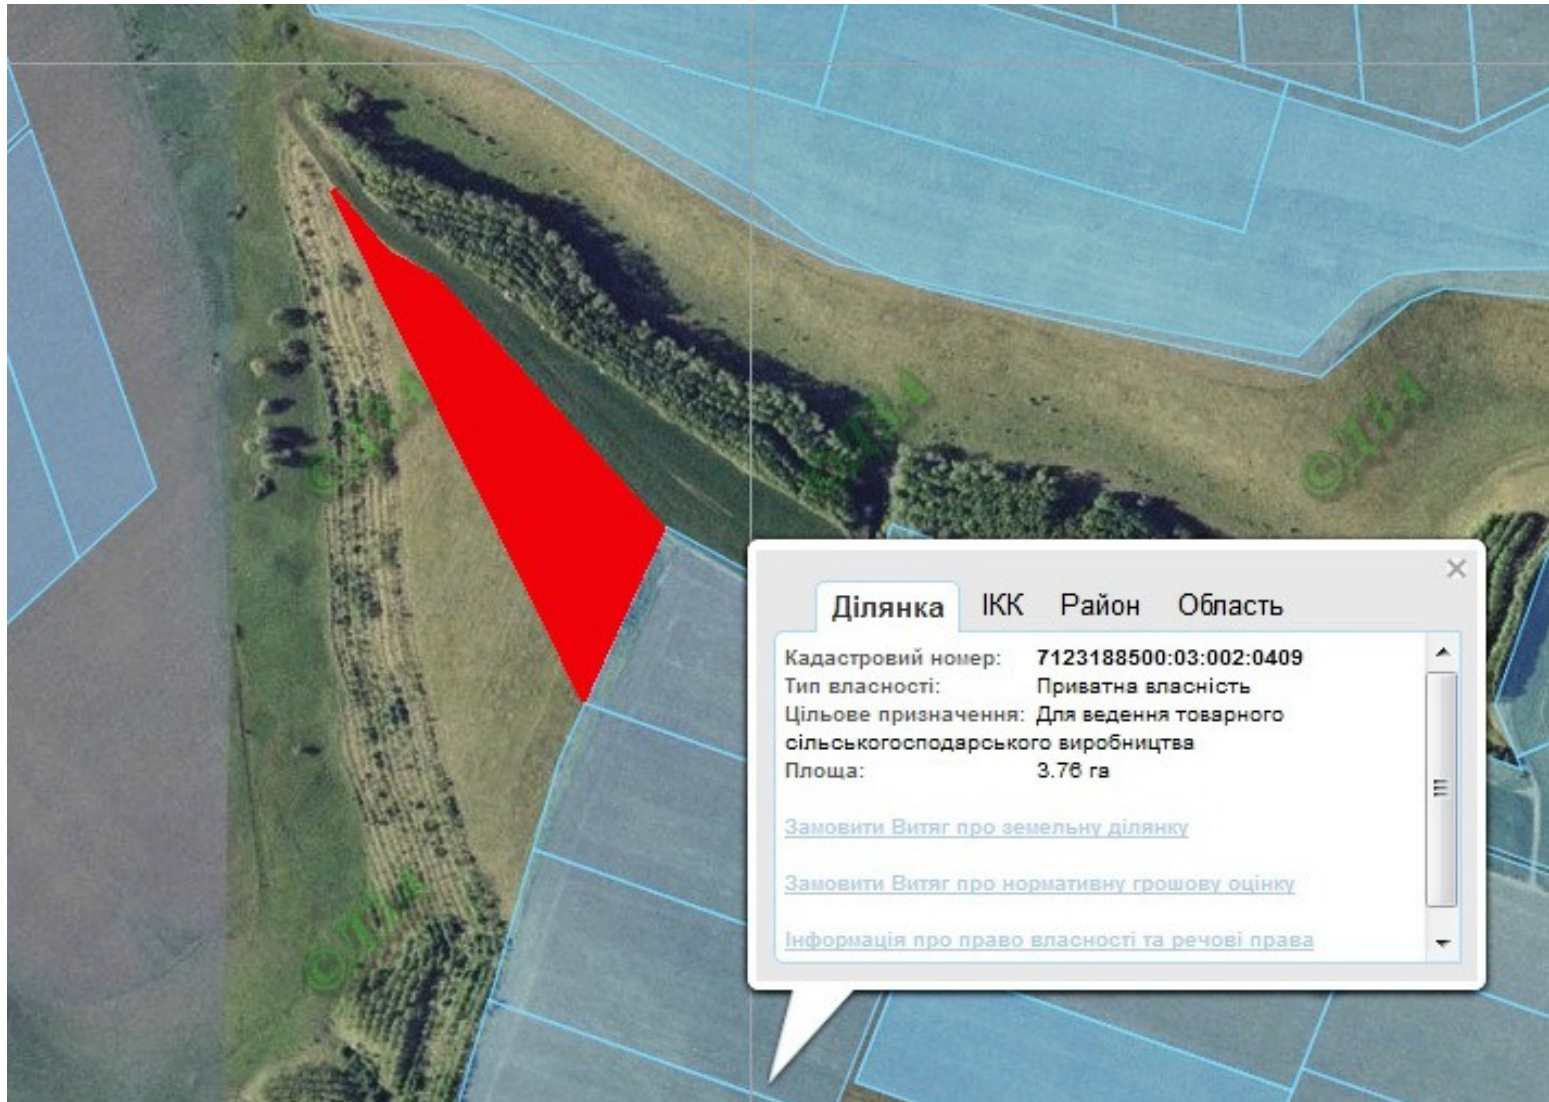 ©ДЗА
Ділянка ІКК Район Область
Кадастровий номер: 7123188500:03:002:0409
Тип власності: Приватна власність
Цільове призначення: Для ведення товарного
сільськогосподарського виробництва
Площа: 3.76 га
Замовити Витяг про земельну ділянку
Замовити Витяг про нормативну грошову оцінку
Інформація про право власності та речові права